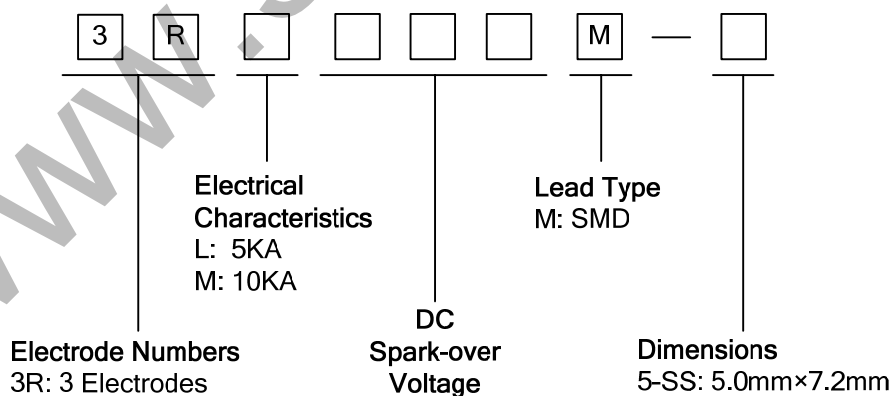 3 R M —
Electrical
Characteristics
L: 5KA
M: 10KA
Lead Type
M: SMD
DC
Spark-over
Voltage
Electrode Numbers
3R: 3 Electrodes
Dimensions
5-SS: 5.0mm×7.2mm
www.s